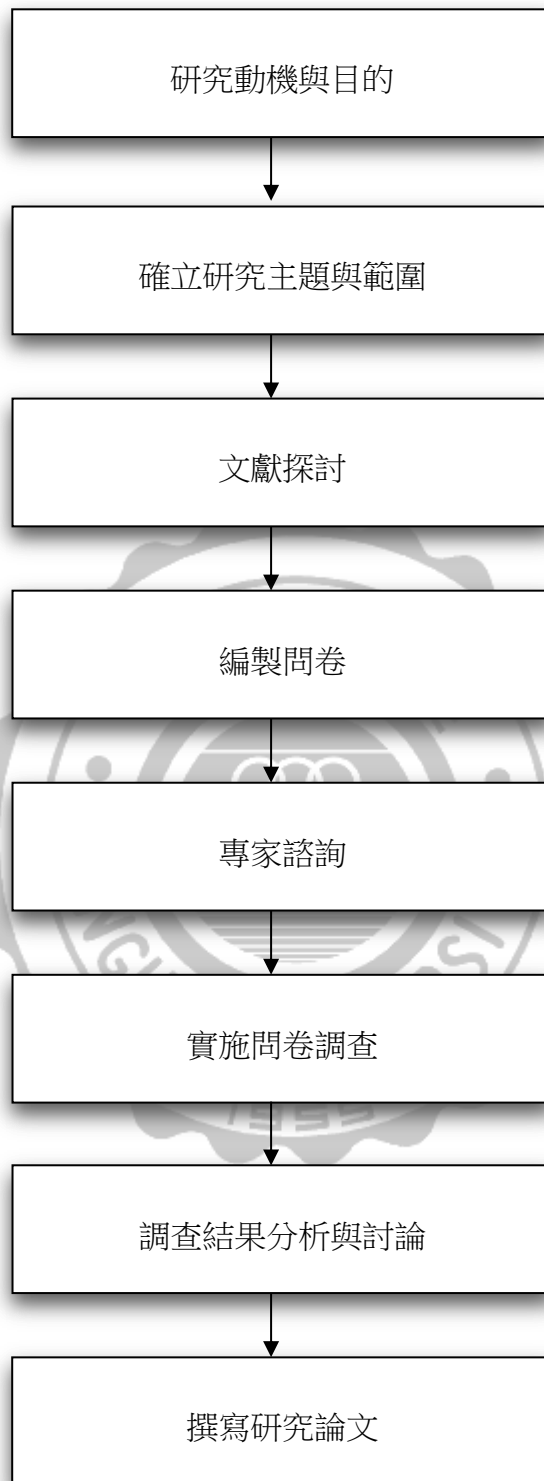 研究動機與目的
確立研究主題與範圍
文獻探討
編製問卷
專家諮詢
實施問卷調查
1955
調查結果分析與討論
撰寫研究論文